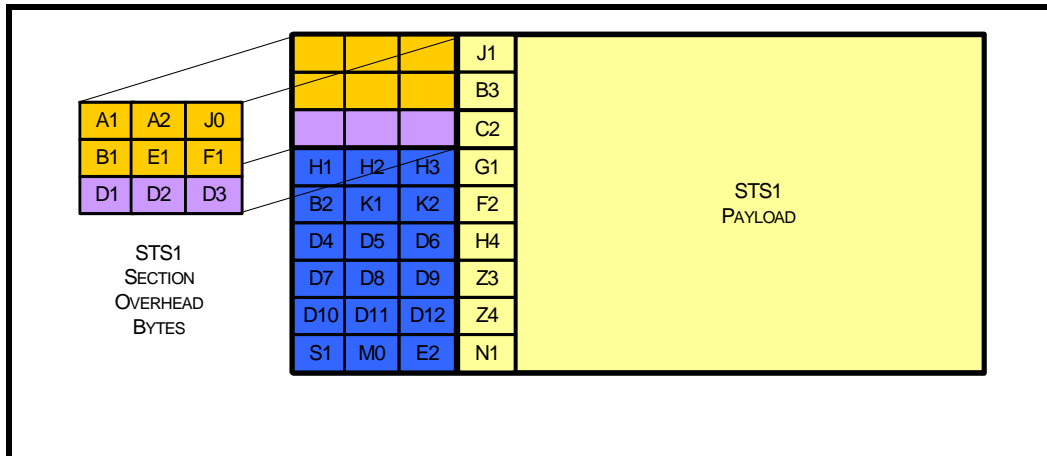 A1 A2 J0
B1 E1 F1
D1 D2 D3
STS1
SECTION
OVERHEAD
BYTES
J1
B3
C2
H1 H2 H3 G1
B2 K1 K2 F2
D4 D5 D6 H4
D7 D8 D9 Z3
D10 D11 D12 Z4
S1 M0 E2 N1
STS1
PAYLOAD